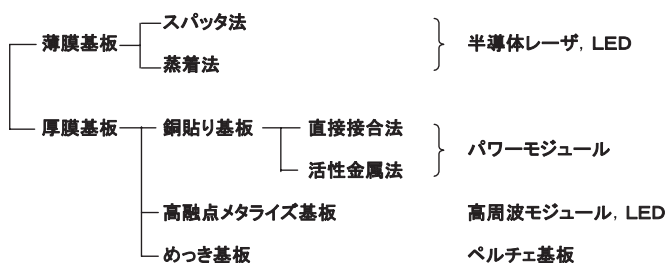 スパッタ法
薄膜基板 半導体レーザ, LED
蒸着法
厚膜基板 銅貼り基板 直接接合法
パワーモジュール
活性金属法
高融点メタライズ基板 高周波モジュール, LED
めっき基板 ペルチェ基板